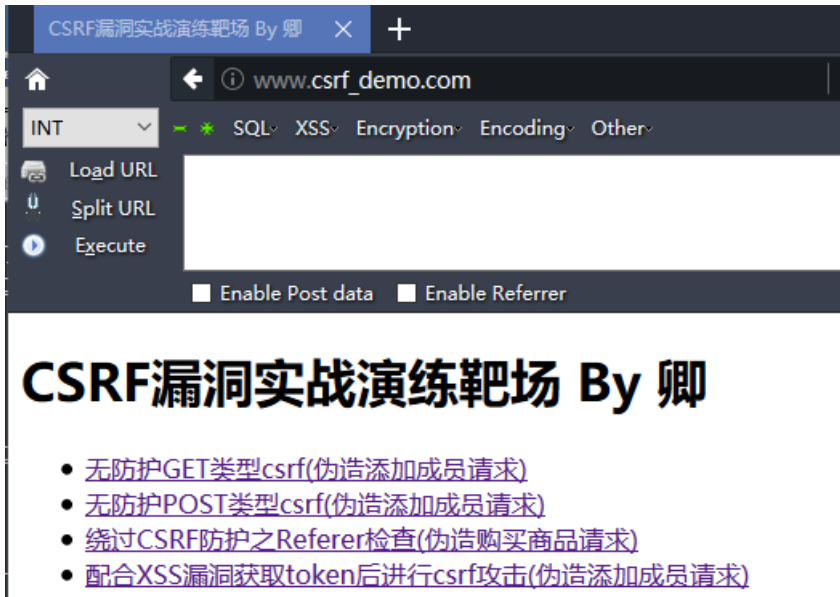 CSRF漏洞实战演练靶场 By 卿
www.csrf_demo.com
INT SQL XSS Encryption Encoding Other
Load URL
Split URL
Execute
Enable Post data Enable Referrer
CSRF漏洞实战演练靶场 By 卿
无防护GET类型csrf(伪造添加成员请求)
无防护POST类型csrf(伪造添加成员请求)
绕过CSRF防护之Referer检查(伪造购买商品请求)
配合XSS漏洞获取token后进行csrf攻击(伪造添加成员请求)